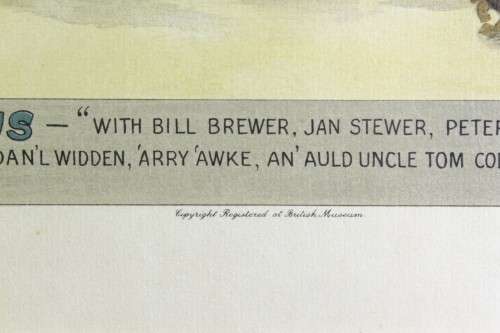 US — "WITH BILL BREWER, JAN STEWER, PETER
DAN'L WIDDEN, 'ARRY 'AWKE, AN' AULD UNCLE TOM CO
Copyright Registered at British Museum.